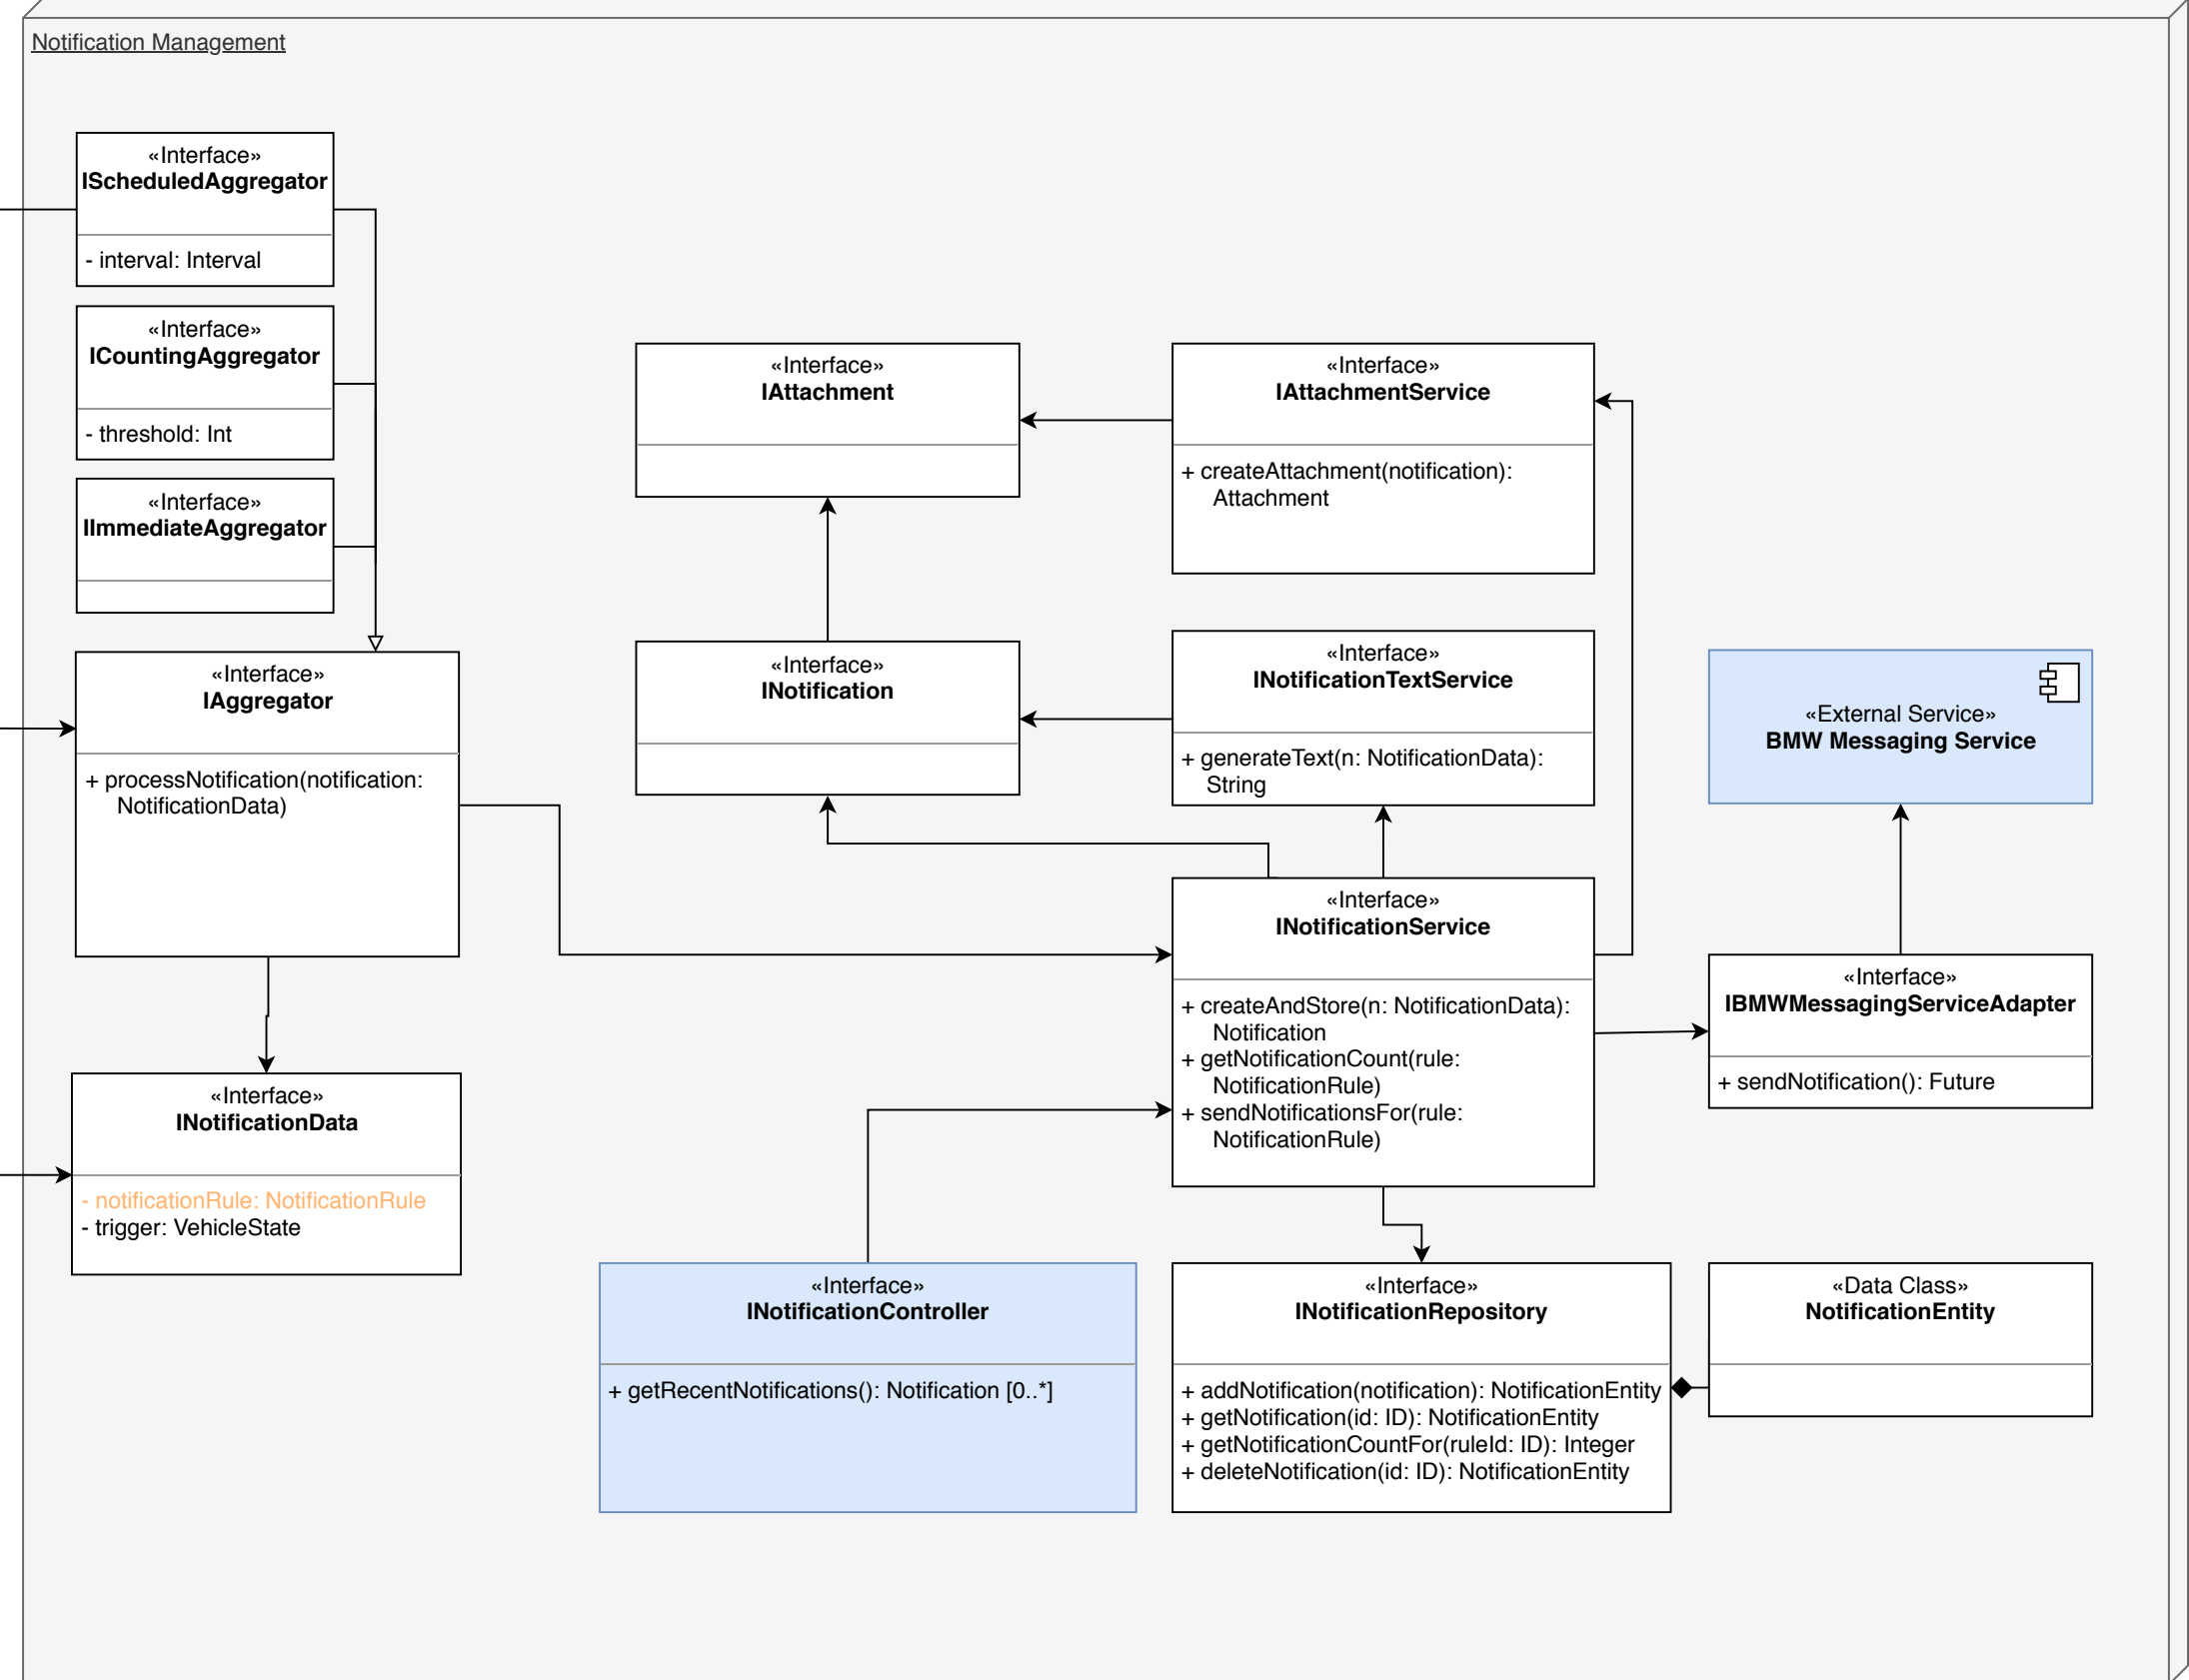 Notification Management
«Interface»
IScheduledAggregator
- interval: Interval
«Interface»
ICountingAggregator
- threshold: Int
«Interface»
IImmediateAggregator
«Interface»
IAggregator
+ processNotification(notification:
NotificationData)
«Interface»
INotificationData
- notificationRule: NotificationRule
- trigger: VehicleState
«Interface»
IAttachment
«Interface»
IAttachmentService
+ createAttachment(notification):
Attachment
«Interface»
INotification
«Interface»
INotificationTextService
+ generateText(n: NotificationData):
String
«External Service»
BMW Messaging Service
«Interface»
INotificationService
+ createAndStore(n: NotificationData):
Notification
+ getNotificationCount(rule:
NotificationRule)
+ sendNotificationsFor(rule:
NotificationRule)
«Interface»
IBMWMessagingServiceAdapter
+ sendNotification(): Future
«Interface»
INotificationController
+ getRecentNotifications(): Notification [0..*]
«Interface»
INotificationRepository
+ addNotification(notification): NotificationEntity
+ getNotification(id: ID): NotificationEntity
+ getNotificationCountFor(ruleId: ID): Integer
+ deleteNotification(id: ID): NotificationEntity
«Data Class»
NotificationEntity